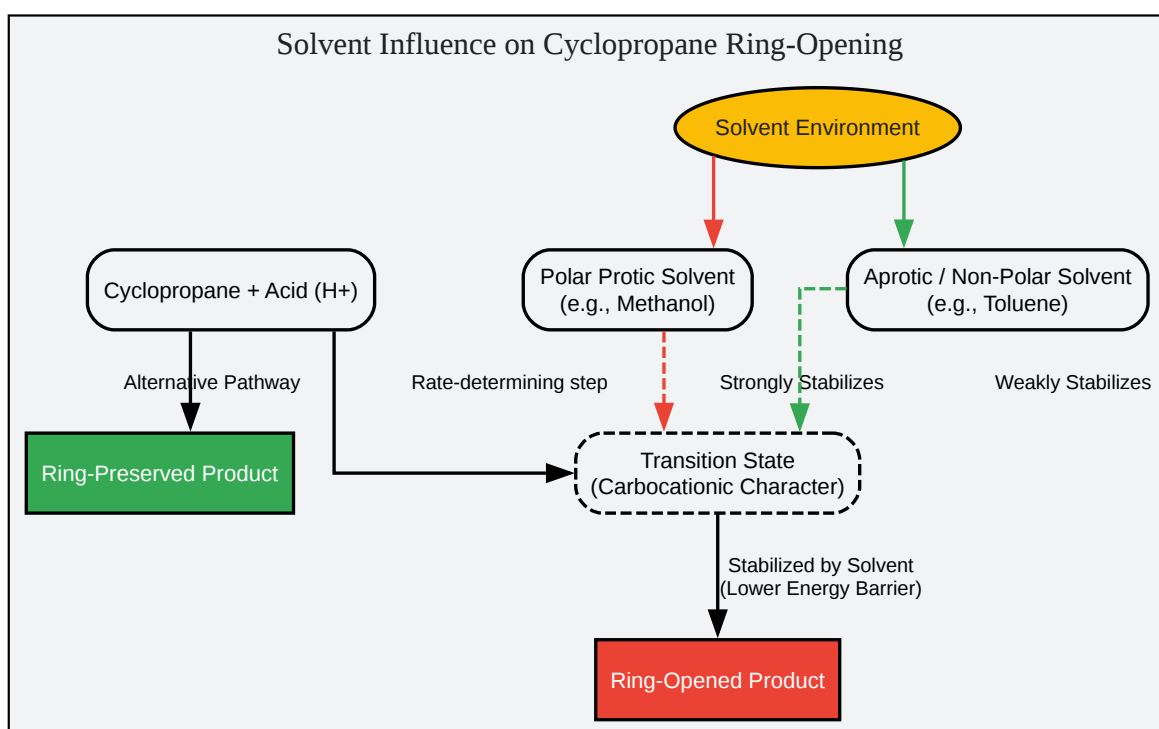 Solvent Influence on Cyclopropane Ring-Opening
Solvent Environment
Cyclopropane + Acid (H+)
Polar Protic Solvent
(e.g., Methanol)
Aprotic / Non-Polar Solvent
(e.g., Toluene)
Alternative Pathway
Rate-determining step
Strongly Stabilizes
Weakly Stabilizes
Ring-Preserved Product
Transition State
(Carbocationic Character)
Stabilized by Solvent
(Lower Energy Barrier)
Ring-Opened Product